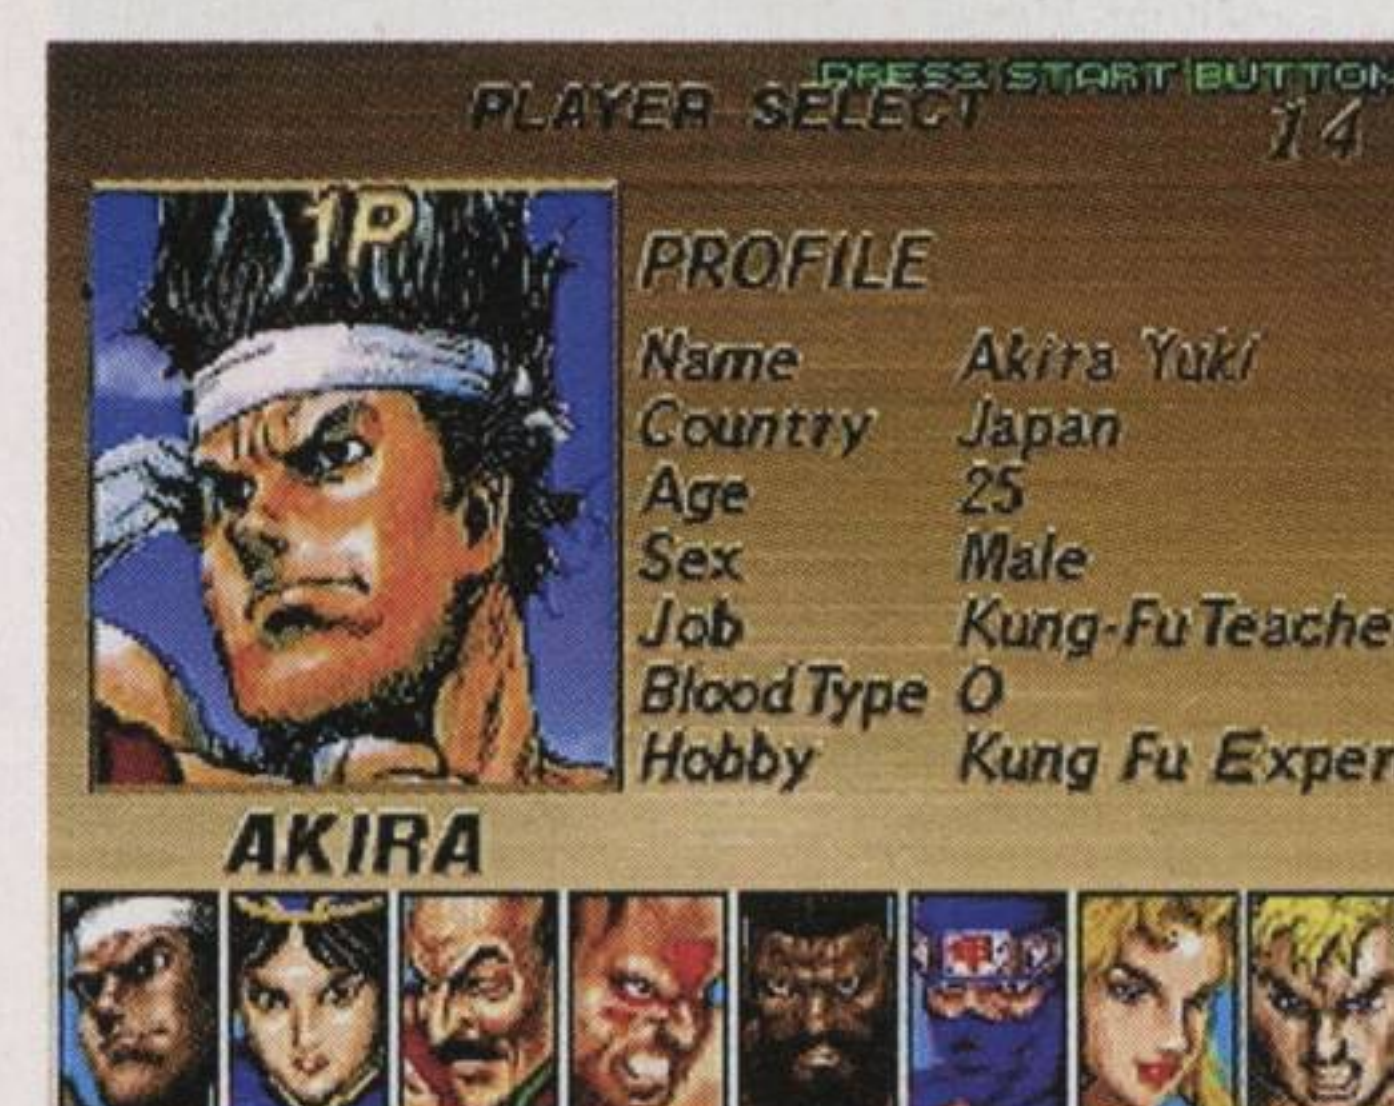 PRESS START BUTTON
PLAYER SELECT
14
1P
PROFILE
Name Akira Yuki
Country Japan
Age 25
Sex Male
Job Kung-Fu Teache
Blood Type O
Hobby Kung Fu Exper
AKIRA